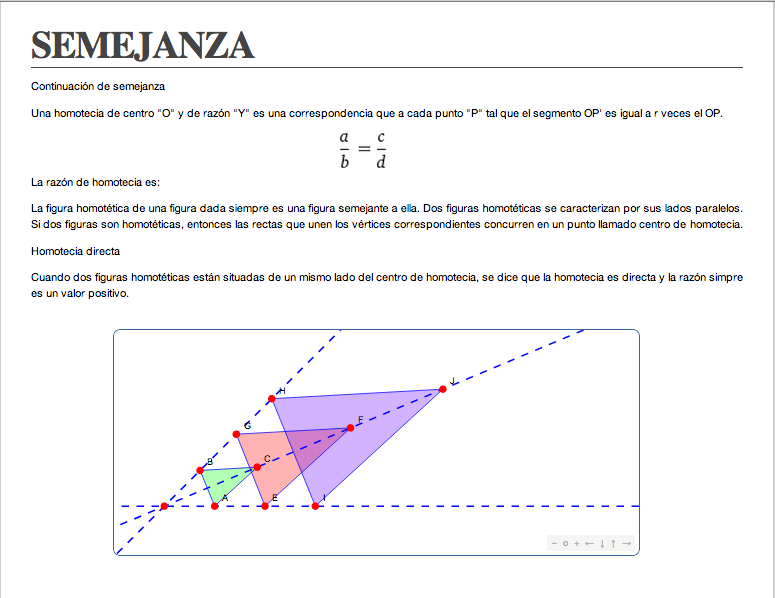 SEMEJANZA
Continuación de semejanza
Una homotecia de centro "O" y de razón "Y" es una correspondencia que a cada punto "P" tal que el segmento OP' es igual a r veces el OP.
a/b = c/d
La razón de homotecia es:
La figura homotética de una figura dada siempre es una figura semejante a ella. Dos figuras homotéticas se caracterizan por sus lados paralelos.
Si dos figuras son homotéticas, entonces las rectas que unen los vértices correspondientes concurren en un punto llamado centro de homotecia.
Homotecia directa
Cuando dos figuras homotéticas están situadas de un mismo lado del centro de homotecia, se dice que la homotecia es directa y la razón simpre
es un valor positivo.
J
H
F
G
C
B
A
E
I
− o + ← ↓ ↑ →